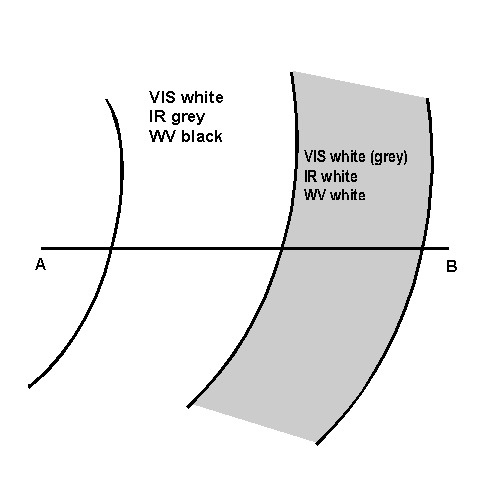 VIS white
IR grey
WV black
VIS white (grey)
IR white
WV white
A
B